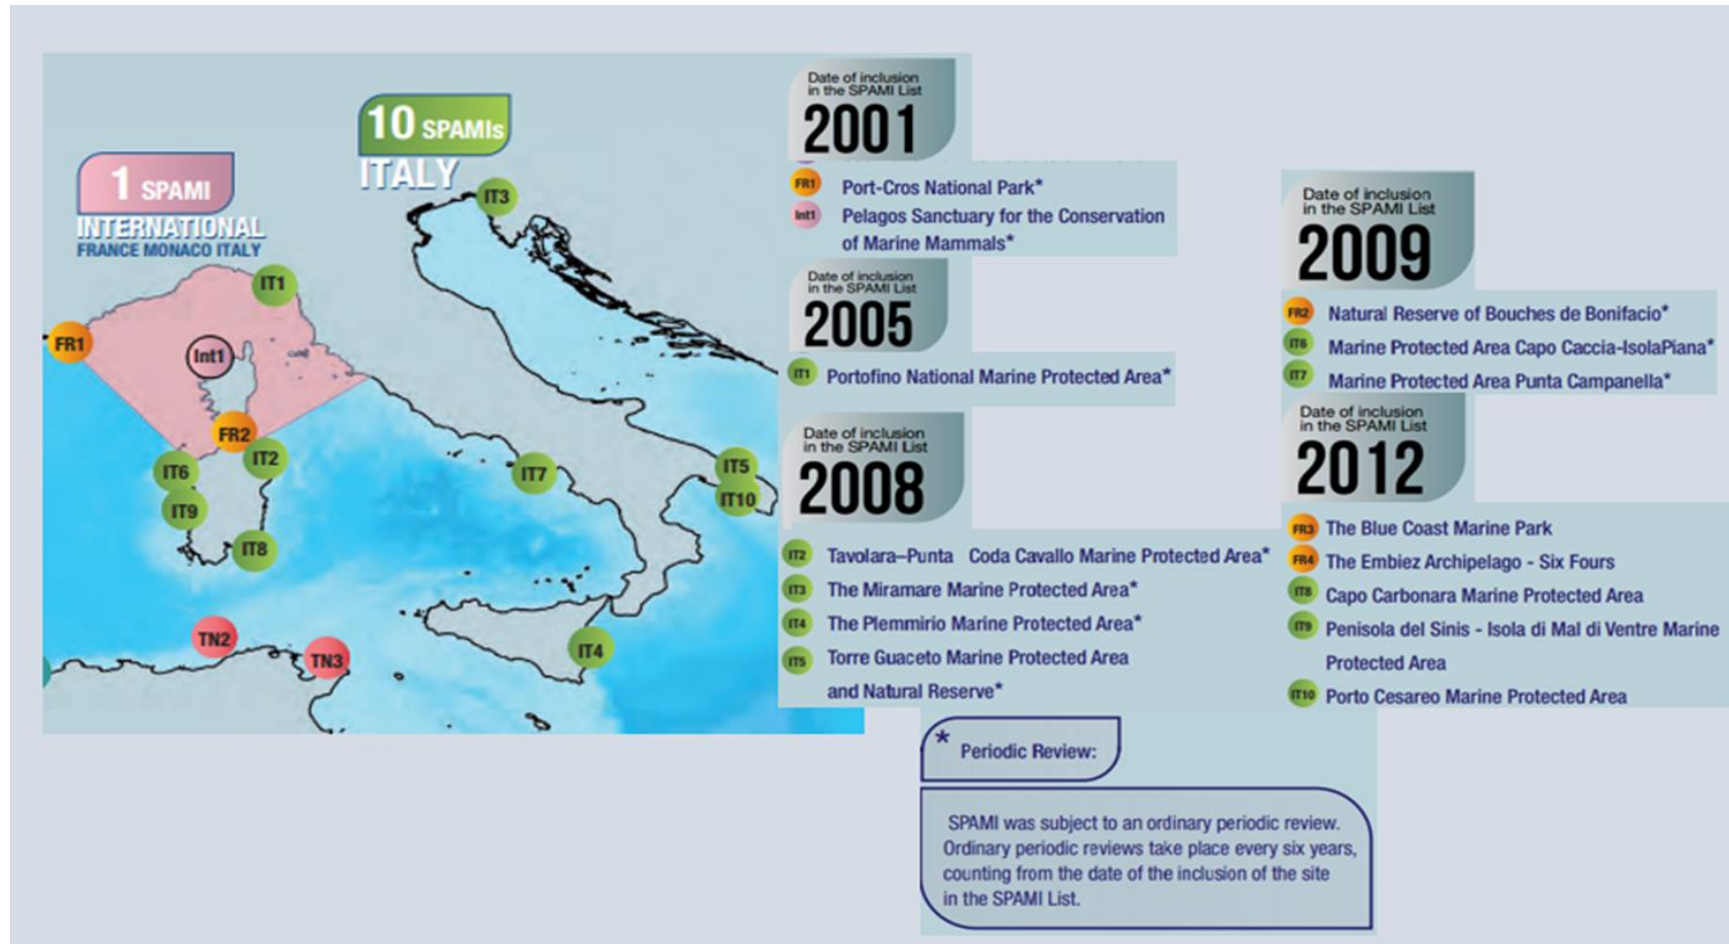 10 SPAMIs
ITALY
1 SPAMI
INTERNATIONAL
FRANCE MONACO ITALY
IT3
IT1
FR1
Int1
FR2
IT2
IT6
IT9
IT8
IT7
IT5
IT10
IT4
TN2
TN3
Date of inclusion
in the SPAMI List
2001
FR1 Port-Cros National Park*
Int1 Pelagos Sanctuary for the Conservation
of Marine Mammals*
Date of inclusion
in the SPAMI List
2005
IT1 Portofino National Marine Protected Area*
Date of inclusion
in the SPAMI List
2008
IT2 Tavolara–Punta Coda Cavallo Marine Protected Area*
IT3 The Miramare Marine Protected Area*
IT4 The Plemmirio Marine Protected Area*
IT5 Torre Guaceto Marine Protected Area
and Natural Reserve*
Date of inclusion
in the SPAMI List
2009
FR2 Natural Reserve of Bouches de Bonifacio*
IT6 Marine Protected Area Capo Caccia-IsolaPiana*
IT7 Marine Protected Area Punta Campanella*
Date of inclusion
in the SPAMI List
2012
FR3 The Blue Coast Marine Park
FR4 The Embiez Archipelago - Six Fours
IT8 Capo Carbonara Marine Protected Area
IT9 Penisola del Sinis - Isola di Mal di Ventre Marine
Protected Area
IT10 Porto Cesareo Marine Protected Area
* Periodic Review:
SPAMI was subject to an ordinary periodic review.
Ordinary periodic reviews take place every six years,
counting from the date of the inclusion of the site
in the SPAMI List.